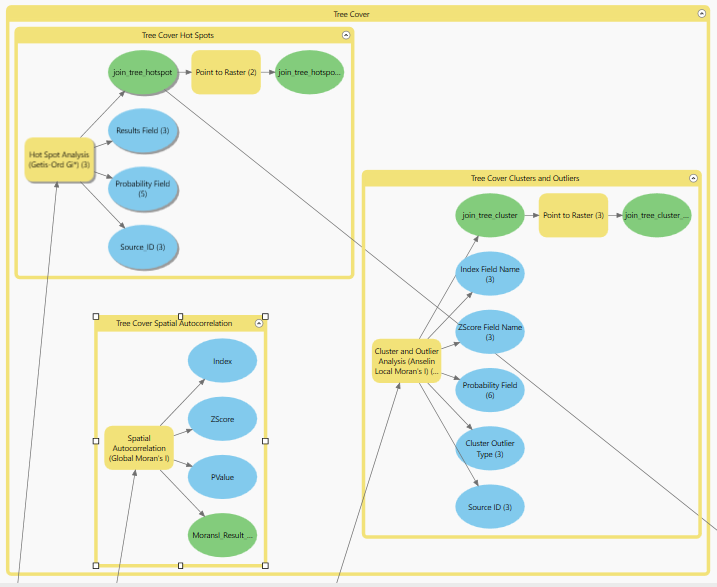 Tree Cover
Tree Cover Hot Spots
join_tree_hotspot
Point to Raster (2)
join_tree_hotspo...
Results Field (3)
Hot Spot Analysis
(Getis-Ord Gi*) (3)
Probability Field
(5)
Source_ID (3)
Tree Cover Clusters and Outliers
join_tree_cluster
Point to Raster (3)
join_tree_cluster_...
Index Field Name
(3)
ZScore Field Name
(3)
Cluster and Outlier
Analysis (Anselin
Local Moran's I) (...
Probability Field
(6)
Cluster Outlier
Type (3)
Source ID (3)
Tree Cover Spatial Autocorrelation
Index
ZScore
Spatial
Autocorrelation
(Global Moran's I)
PValue
MoransI_Result_...